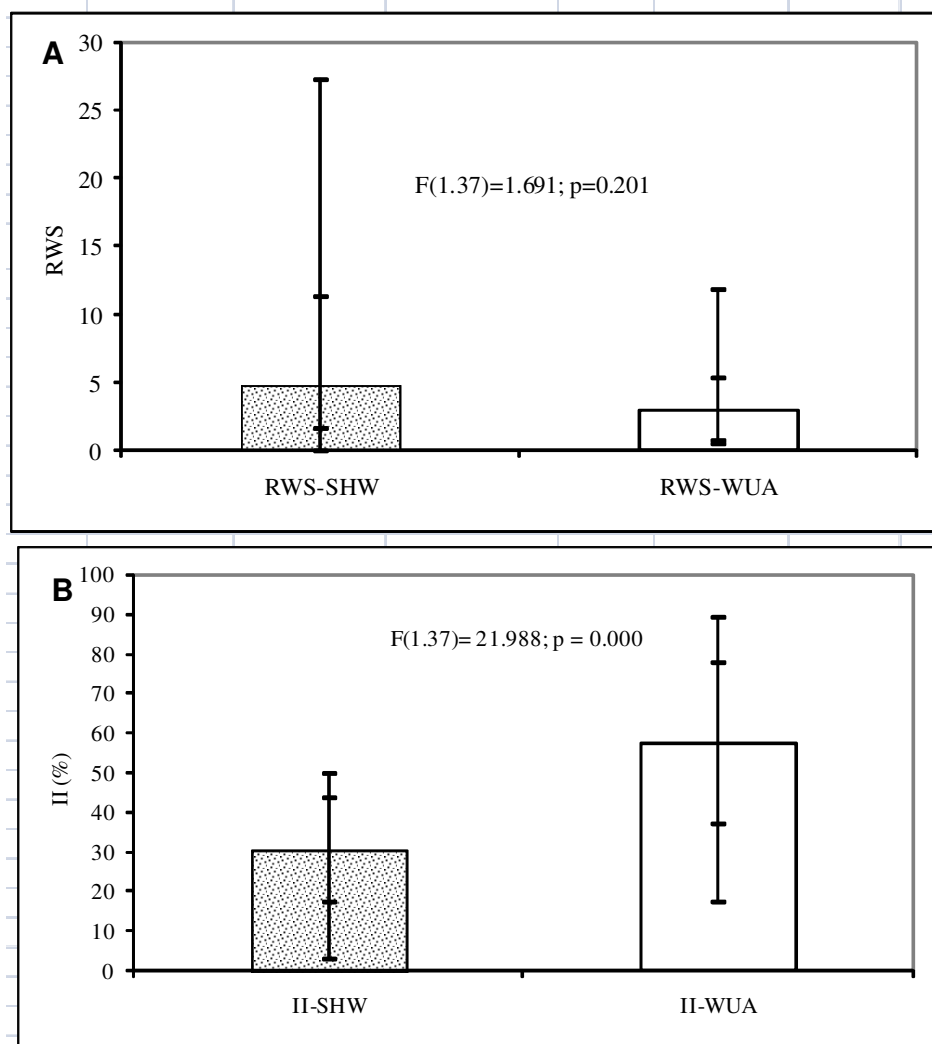 A
30
25
20
15
10
5
0
RWS
F(1.37)=1.691; p=0.201
RWS-SHW RWS-WUA
B
100
90
80
70
60
50
40
30
20
10
0
II (%)
F(1.37)= 21.988; p = 0.000
II-SHW II-WUA